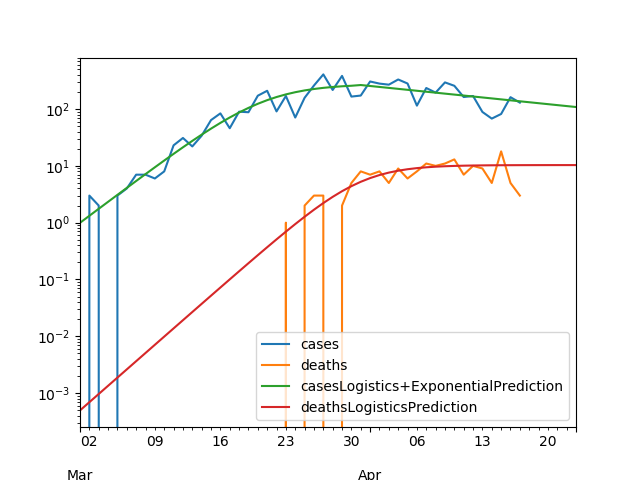 10²
10¹
10⁰
10⁻¹
10⁻²
10⁻³
cases
deaths
casesLogistics+ExponentialPrediction
deathsLogisticsPrediction
02 09 16 23 30 06 13 20
Mar Apr